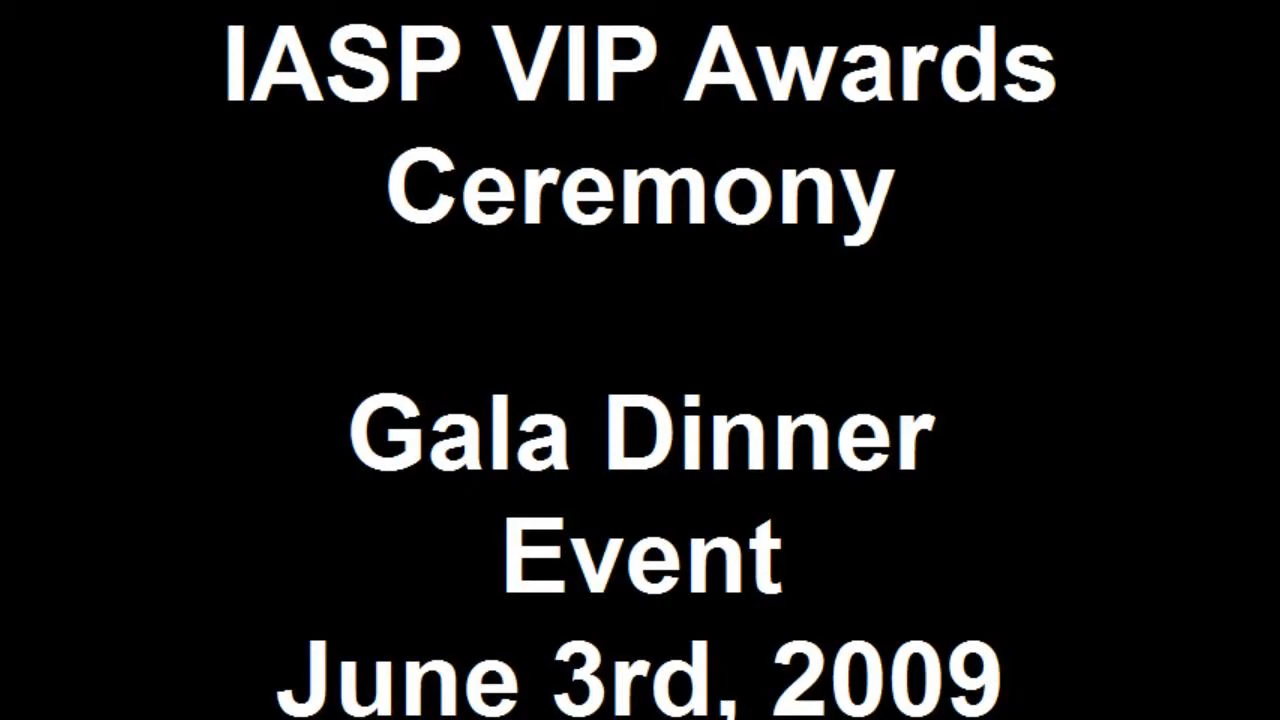 IASP VIP Awards
Ceremony
Gala Dinner
Event
June 3rd, 2009